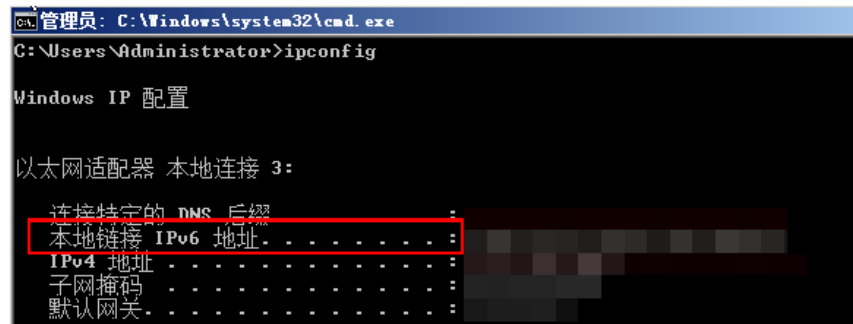 管理员: C:\Windows\system32\cmd.exe
C:\Users\Administrator>ipconfig
Windows IP 配置
以太网适配器 本地连接 3:
连接特定的 DNS 后缀 . . . . . . . :
本地链接 IPv6 地址. . . . . . . . :
IPv4 地址 . . . . . . . . . . . . :
子网掩码 . . . . . . . . . . . . :
默认网关. . . . . . . . . . . . . :